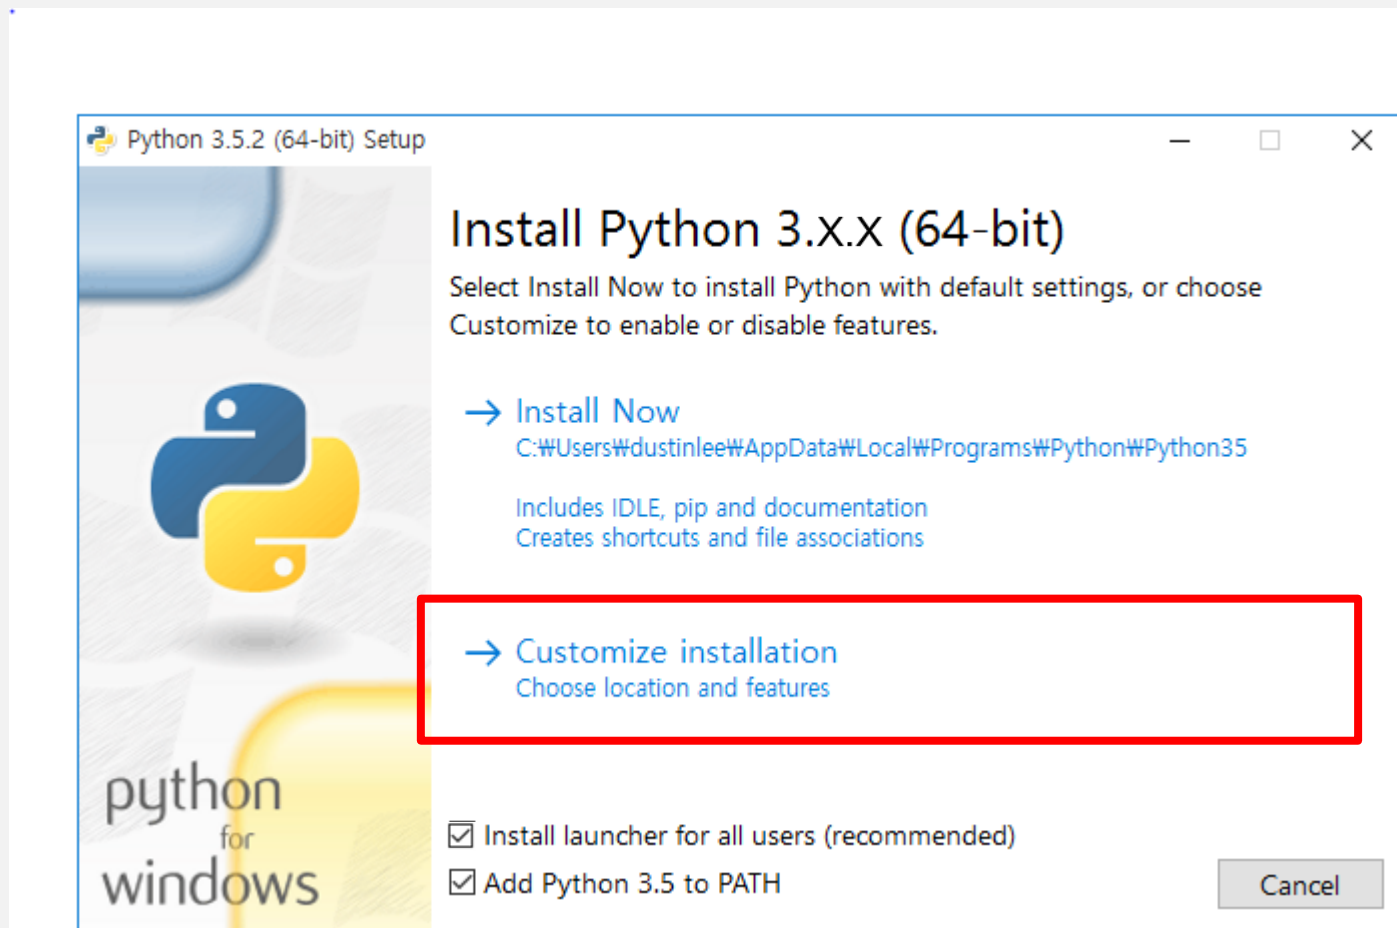 Python 3.5.2 (64-bit) Setup
Install Python 3.x.x (64-bit)
Select Install Now to install Python with default settings, or choose
Customize to enable or disable features.
Install Now
C:₩Users₩dustinlee₩AppData₩Local₩Programs₩Python₩Python35
Includes IDLE, pip and documentation
Creates shortcuts and file associations
Customize installation
Choose location and features
python
for
windows
Install launcher for all users (recommended)
Add Python 3.5 to PATH
Cancel